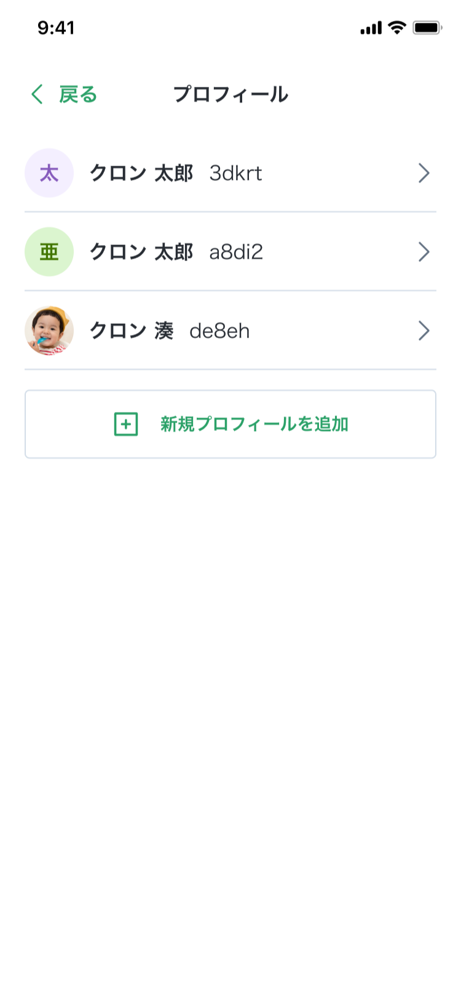 9:41
戻る プロフィール
太 クロン 太郎 3dkrt
亜 クロン 太郎 a8di2
クロン 湊 de8eh
新規プロフィールを追加